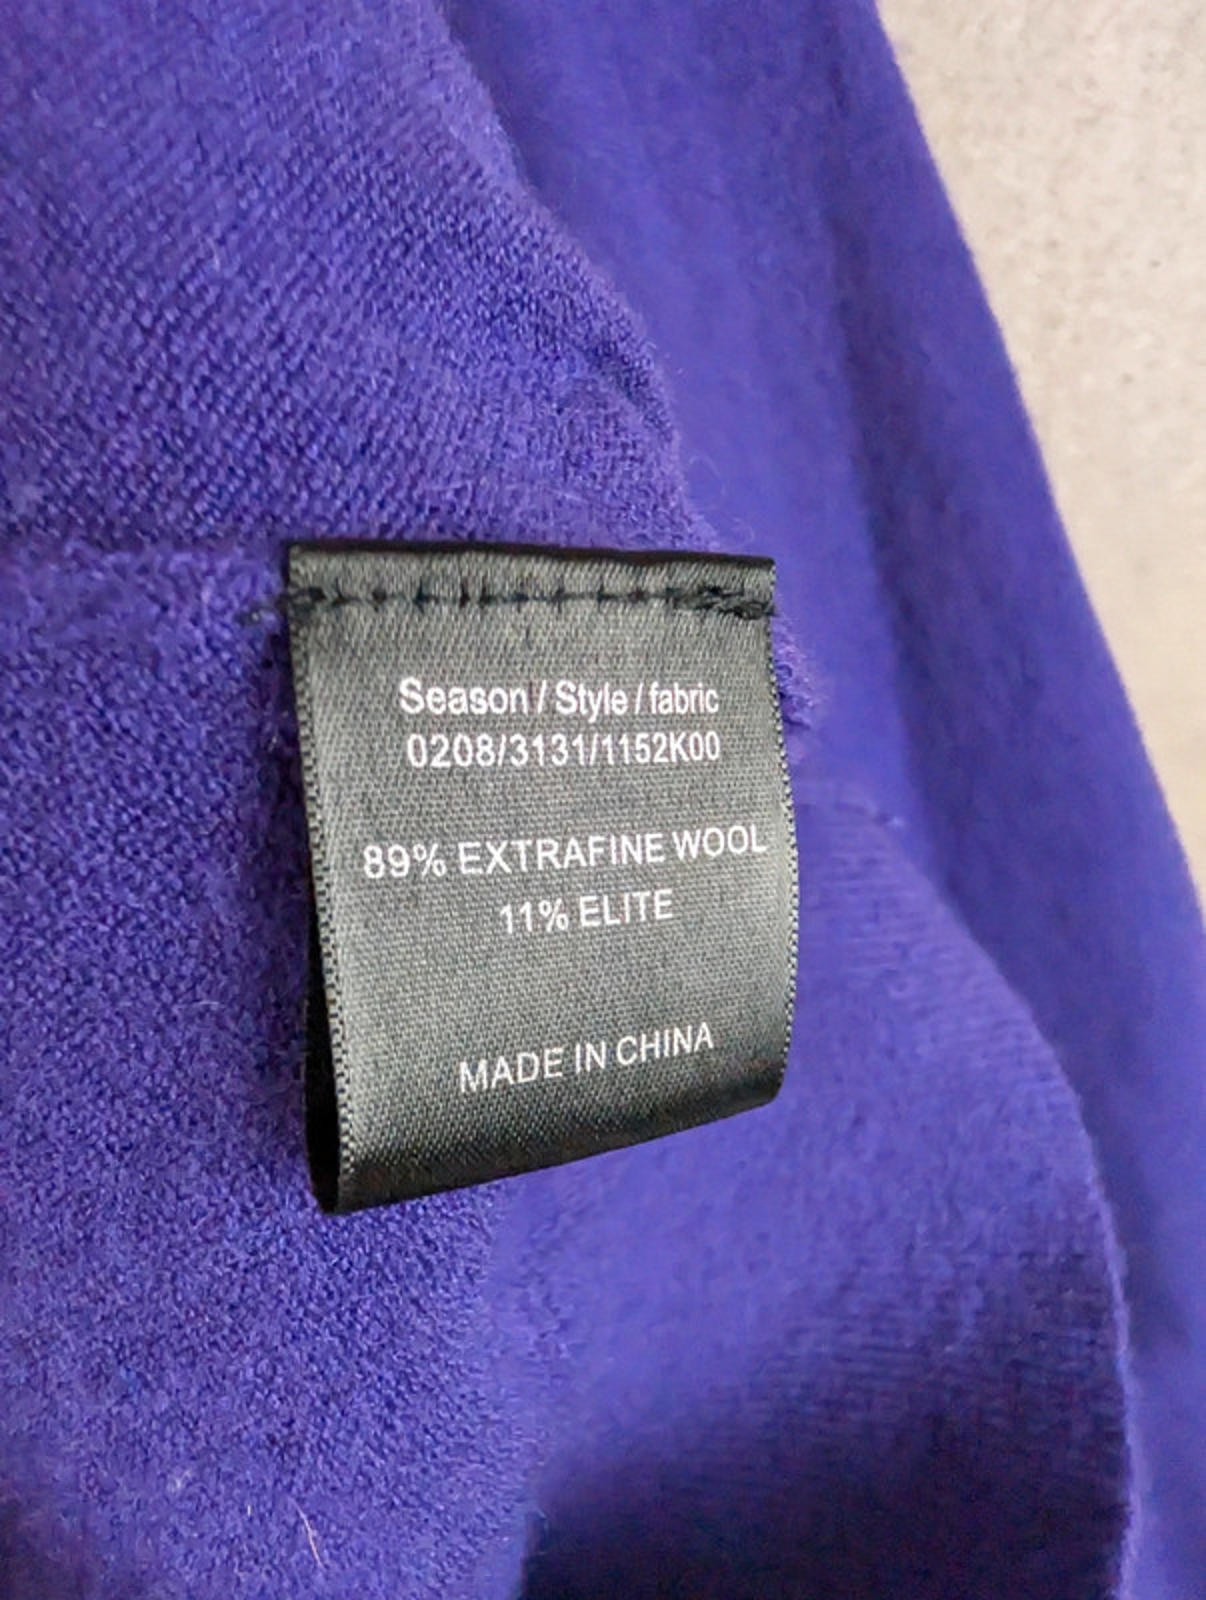 Season / Style / fabric
0208/3131/1152K00
89% EXTRAFINE WOOL
11% ELITE
MADE IN CHINA